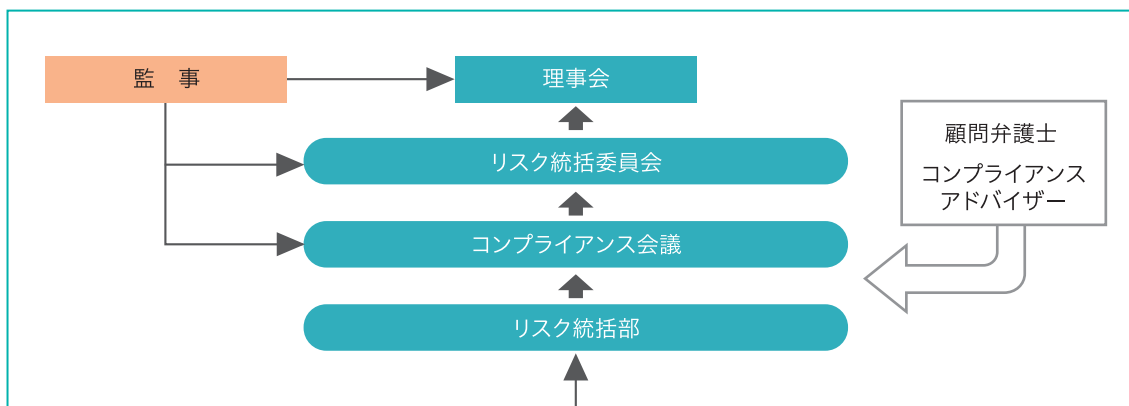 監　事
理事会
リスク統括委員会
コンプライアンス会議
リスク統括部
顧問弁護士
コンプライアンス
アドバイザー